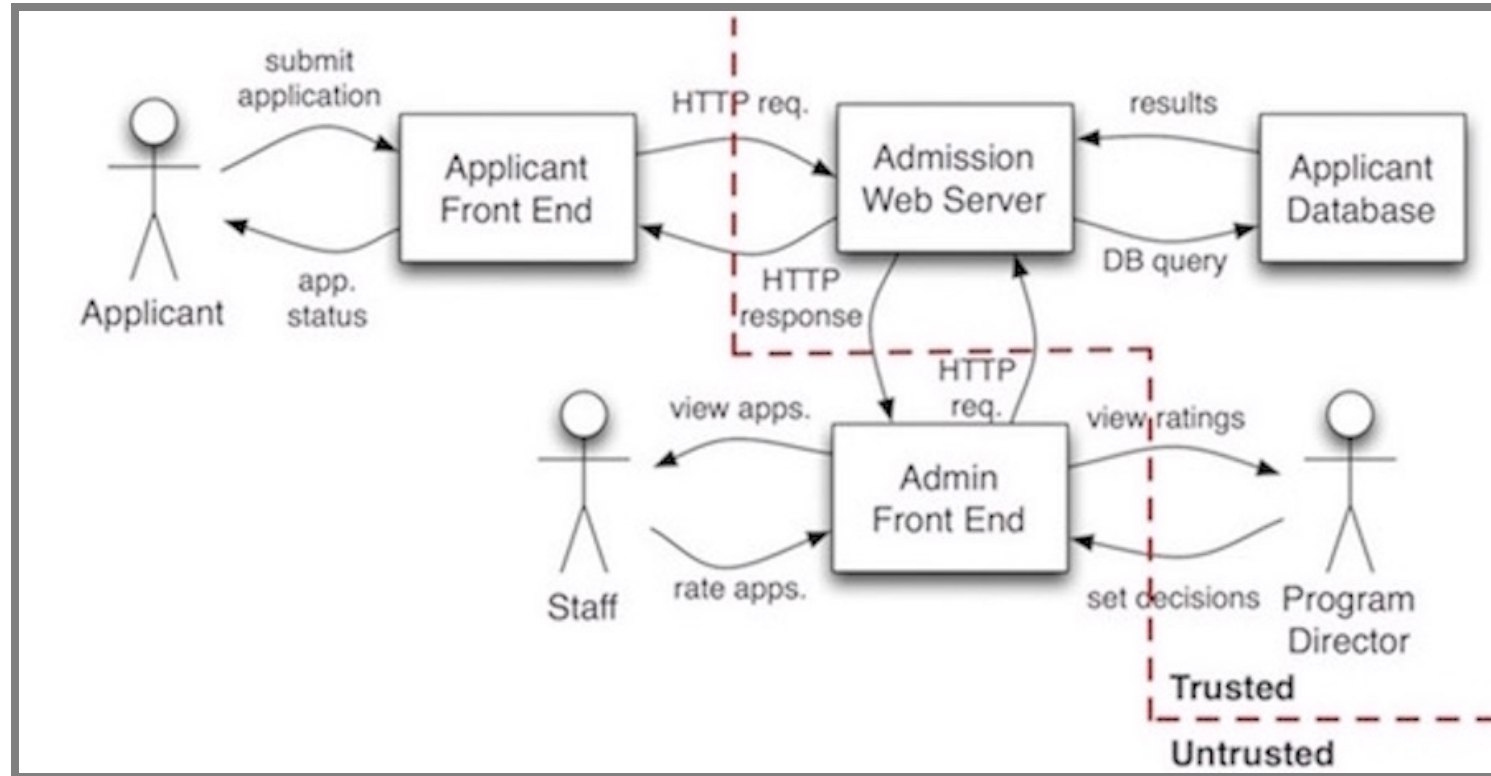 submit
application
HTTP req.
results
Applicant
Front End
Admission
Web Server
Applicant
Database
DB query
Applicant
app.
status
HTTP
response
HTTP
req.
view apps.
view ratings
Admin
Front End
rate apps.
set decisions
Staff
Program
Director
Trusted
Untrusted